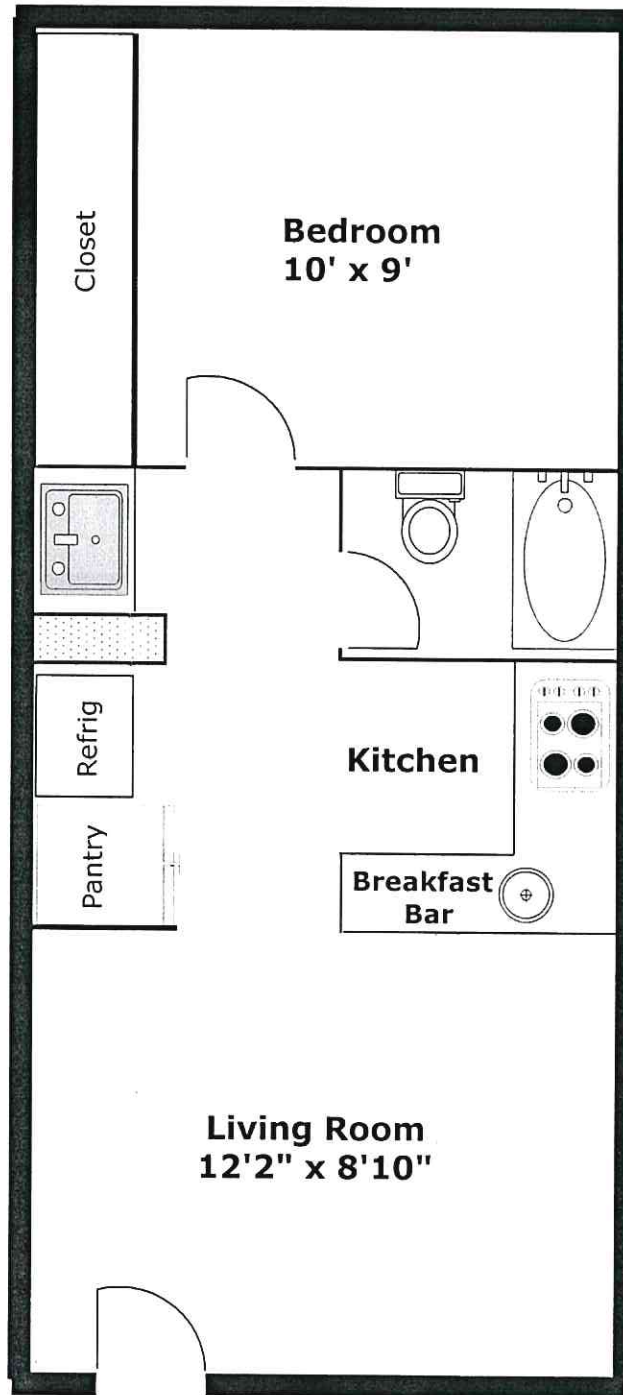 Closet
Bedroom
10' x 9'
Refrig
Kitchen
Pantry
Breakfast
Bar
Living Room
12'2" x 8'10"